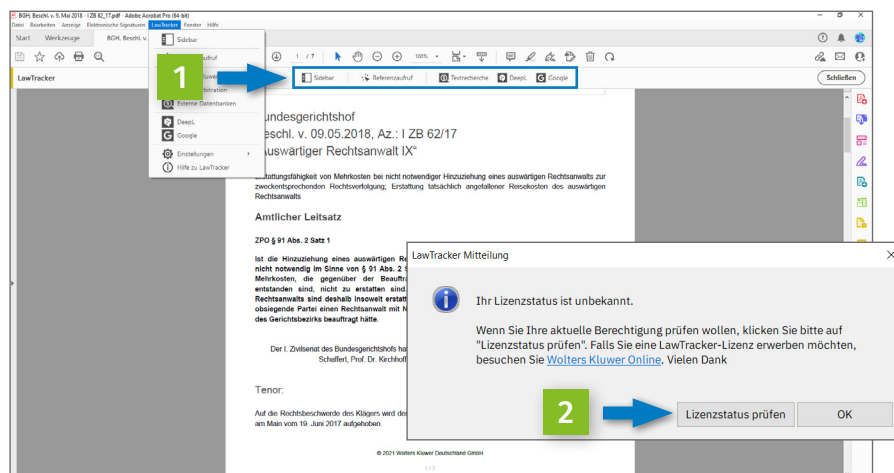 BGH, Beschl. v. 9. Mai 2018 - I ZB 62_17.pdf - Adobe Acrobat Pro (64-bit)
Datei Bearbeiten Anzeige Elektronische Signaturen LawTracker Fenster Hilfe
Start Werkzeuge BGH, Beschl. v.
Sidebar
1 / 7 100%
LawTracker
Sidebar Referenzaufruf Textrecherche DeepL Google
Schließen
1
Externe Datenbanken
DeepL
Google
Einstellungen
Hilfe zu LawTracker
undesgerichtshof
eschl. v. 09.05.2018, Az.: I ZB 62/17
Auswärtiger Rechtsanwalt IX“
stattungsfähigkeit von Mehrkosten bei nicht notwendiger Hinzuziehung eines auswärtigen Rechtsanwalts zur
zweckentsprechenden Rechtsverfolgung; Erstattung tatsächlich angefallener Reisekosten des auswärtigen
Rechtsanwalts
Amtlicher Leitsatz
ZPO § 91 Abs. 2 Satz 1
Ist die Hinzuziehung eines auswärtigen Re
nicht notwendig im Sinne von § 91 Abs. 2 S
Mehrkosten, die gegenüber der Beauftra
entstanden sind, nicht zu erstatten sind.
Rechtsanwalts sind deshalb insoweit erstatt
obsiegende Partei einen Rechtsanwalt mit N
des Gerichtsbezirks beauftragt hätte.
Der I. Zivilsenat des Bundesgerichtshofs ha
Schaffert, Prof. Dr. Kirchhoff
Tenor:
Auf die Rechtsbeschwerde des Klägers wird de
am Main vom 19. Juni 2017 aufgehoben.
© 2021 Wolters Kluwer Deutschland GmbH
1 / 7
LawTracker Mitteilung
Ihr Lizenzstatus ist unbekannt.
Wenn Sie Ihre aktuelle Berechtigung prüfen wollen, klicken Sie bitte auf
"Lizenzstatus prüfen". Falls Sie eine LawTracker-Lizenz erwerben möchten,
besuchen Sie Wolters Kluwer Online. Vielen Dank
2
Lizenzstatus prüfen OK